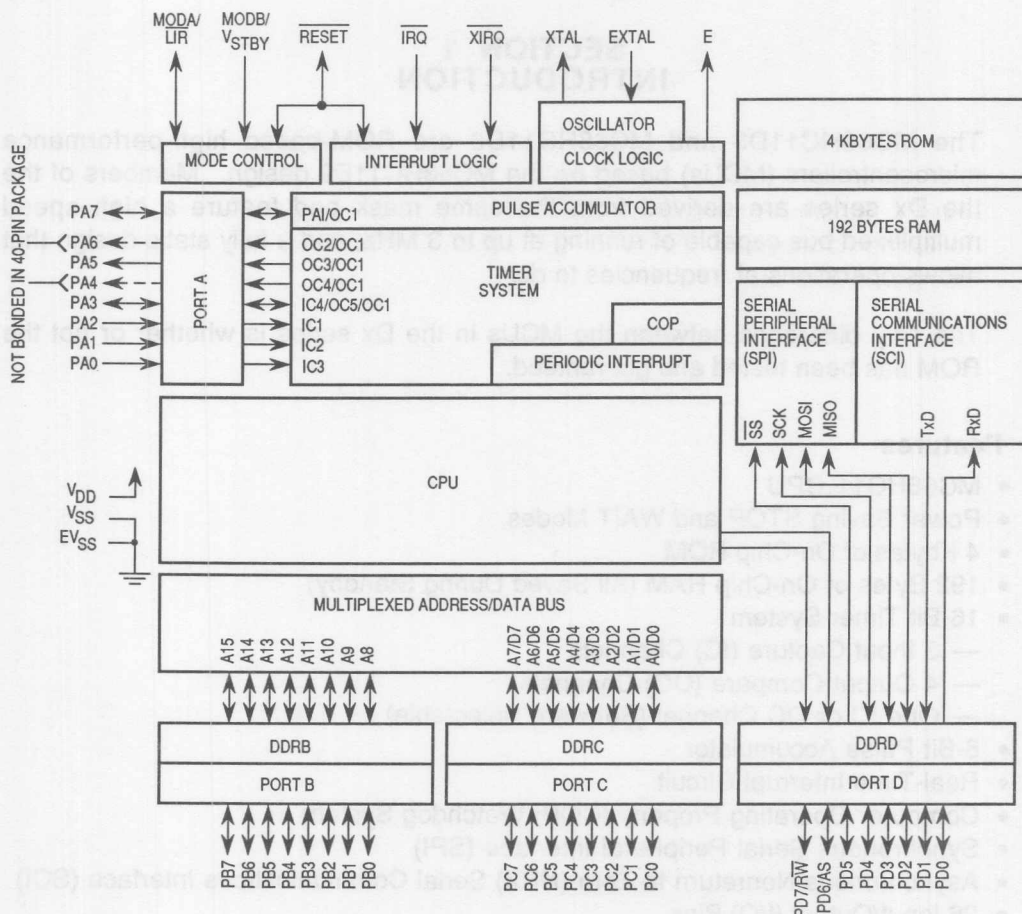 MODA/ MODB/
LIR VSTBY RESET IRQ XIRQ XTAL EXTAL E
MODE CONTROL
INTERRUPT LOGIC
OSCILLATOR
CLOCK LOGIC
4 KBYTES ROM
192 BYTES RAM
NOT BONDED IN 40-PIN PACKAGE
PA7
PA6
PA5
PA4
PA3
PA2
PA1
PA0
PORT A
PAI/OC1
OC2/OC1
OC3/OC1
OC4/OC1
IC4/OC5/OC1
IC1
IC2
IC3
PULSE ACCUMULATOR
TIMER
SYSTEM
COP
PERIODIC INTERRUPT
SERIAL
PERIPHERAL
INTERFACE
(SPI)
SERIAL
COMMUNICATIONS
INTERFACE
(SCI)
SS
SCK
MOSI
MISO
TxD
RxD
CPU
VDD
VSS
EVSS
MULTIPLEXED ADDRESS/DATA BUS
A15
A14
A13
A12
A11
A10
A9
A8
A7/D7
A6/D6
A5/D5
A4/D4
A3/D3
A2/D2
A1/D1
A0/D0
DDRB
PORT B
DDRC
PORT C
DDRD
PORT D
PB7
PB6
PB5
PB4
PB3
PB2
PB1
PB0
PC7
PC6
PC5
PC4
PC3
PC2
PC1
PC0
PD7/R/W
PD6/AS
PD5
PD4
PD3
PD2
PD1
PD0